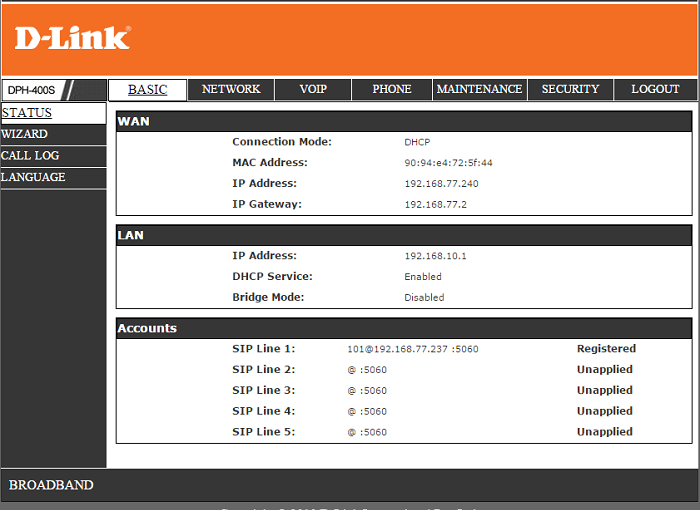 D-Link
DPH-400S BASIC NETWORK VOIP PHONE MAINTENANCE SECURITY LOGOUT
STATUS
WIZARD
CALL LOG
LANGUAGE
WAN
Connection Mode: DHCP
MAC Address: 90:94:e4:72:5f:44
IP Address: 192.168.77.240
IP Gateway: 192.168.77.2
LAN
IP Address: 192.168.10.1
DHCP Service: Enabled
Bridge Mode: Disabled
Accounts
SIP Line 1: 101@192.168.77.237 :5060 Registered
SIP Line 2: @ :5060 Unapplied
SIP Line 3: @ :5060 Unapplied
SIP Line 4: @ :5060 Unapplied
SIP Line 5: @ :5060 Unapplied
BROADBAND